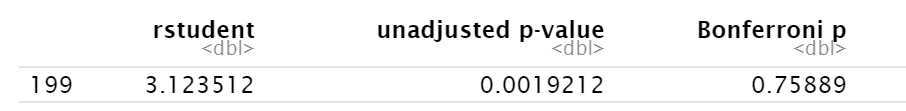 rstudent unadjusted p-value Bonferroni p
<dbl> <dbl> <dbl>
199 3.123512 0.0019212 0.75889